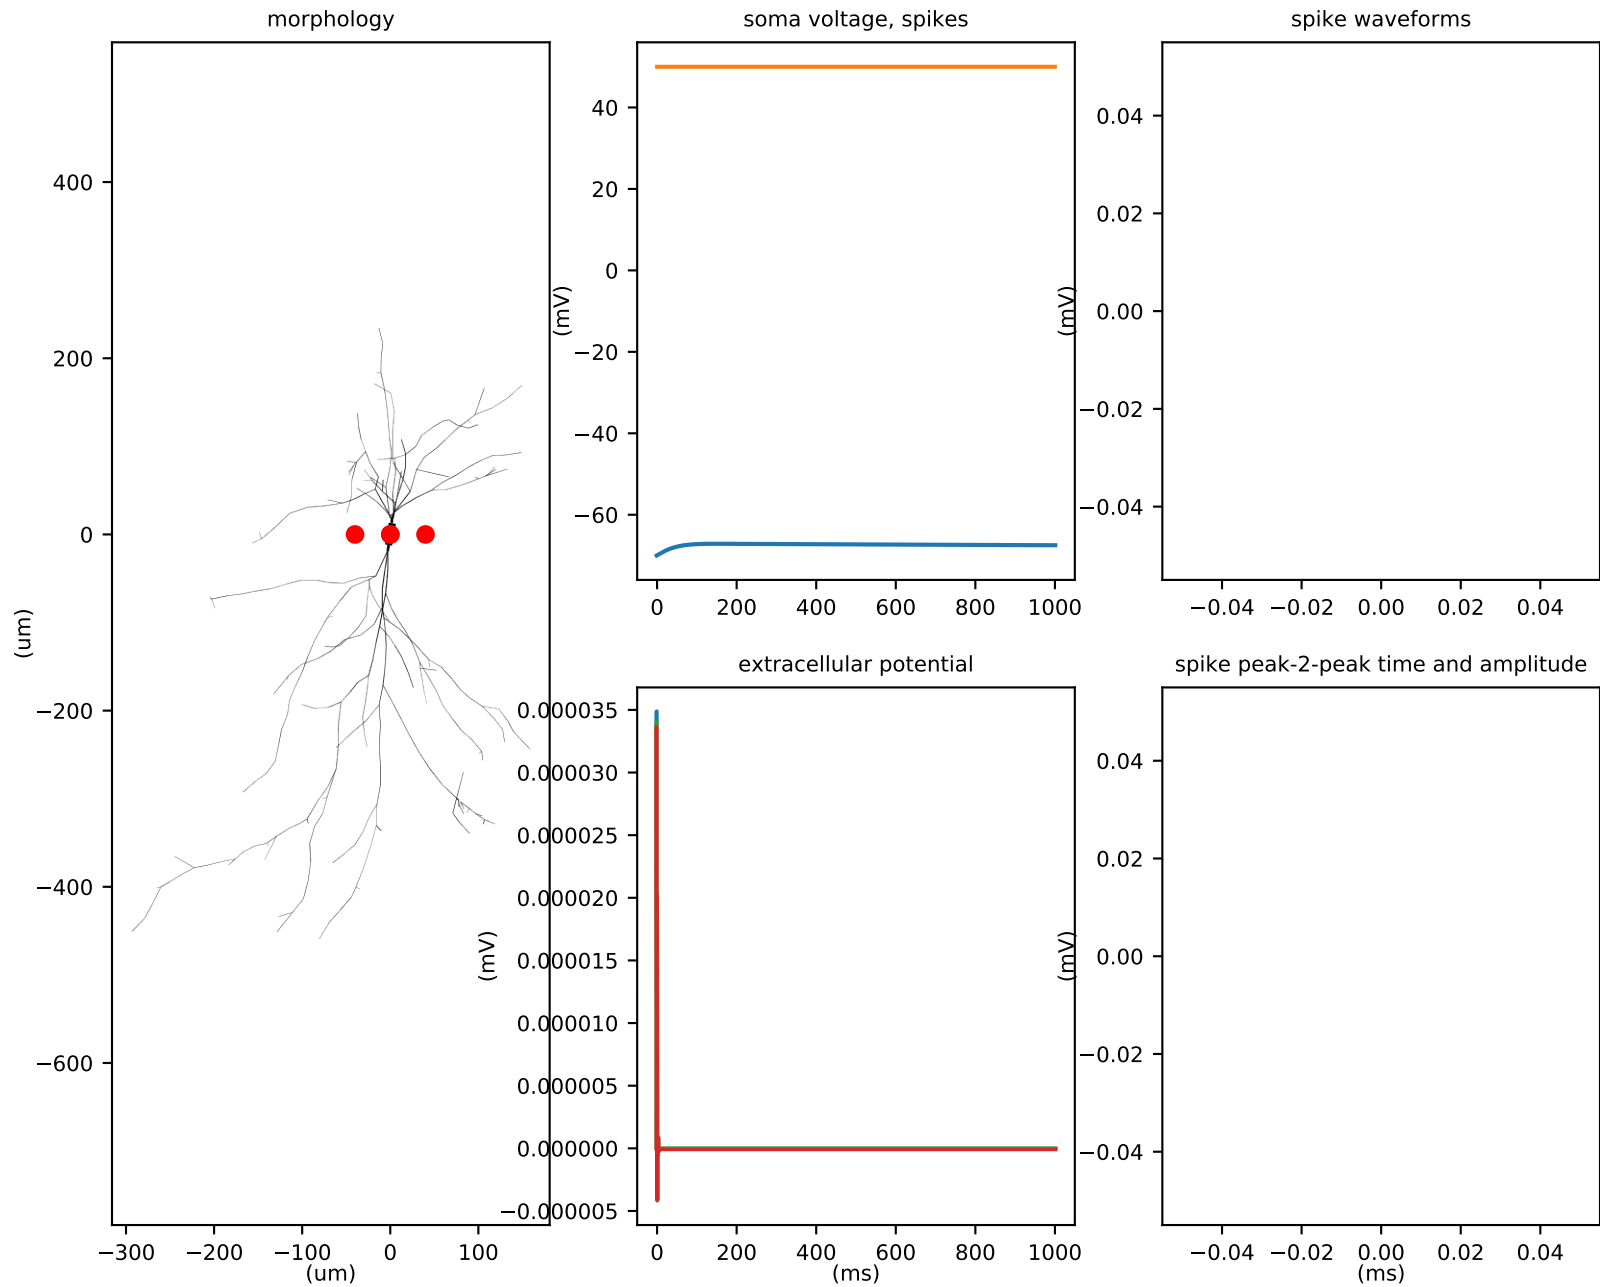 morphology
400
200
0
−200
−400
−600
(um)
−300 −200 −100 0 100
(um)
soma voltage, spikes
40
20
0
−20
−40
−60
(mV)
0 200 400 600 800 1000
spike waveforms
0.04
0.02
0.00
−0.02
−0.04
(mV)
−0.04 −0.02 0.00 0.02 0.04
extracellular potential
0.000035
0.000030
0.000025
0.000020
0.000015
0.000010
0.000005
0.000000
−0.000005
(mV)
0 200 400 600 800 1000
(ms)
spike peak-2-peak time and amplitude
0.04
0.02
0.00
−0.02
−0.04
(mV)
−0.04 −0.02 0.00 0.02 0.04
(ms)